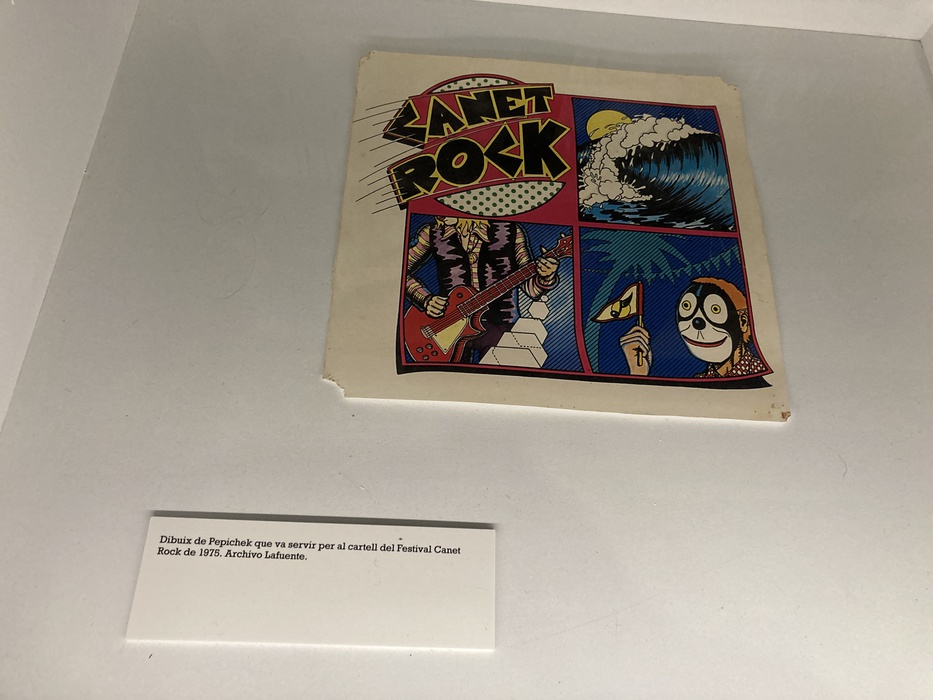 CANET
ROCK
Dibuix de Pepichek que va servir per al cartell del Festival Canet
Rock de 1975. Archivo Lafuente.